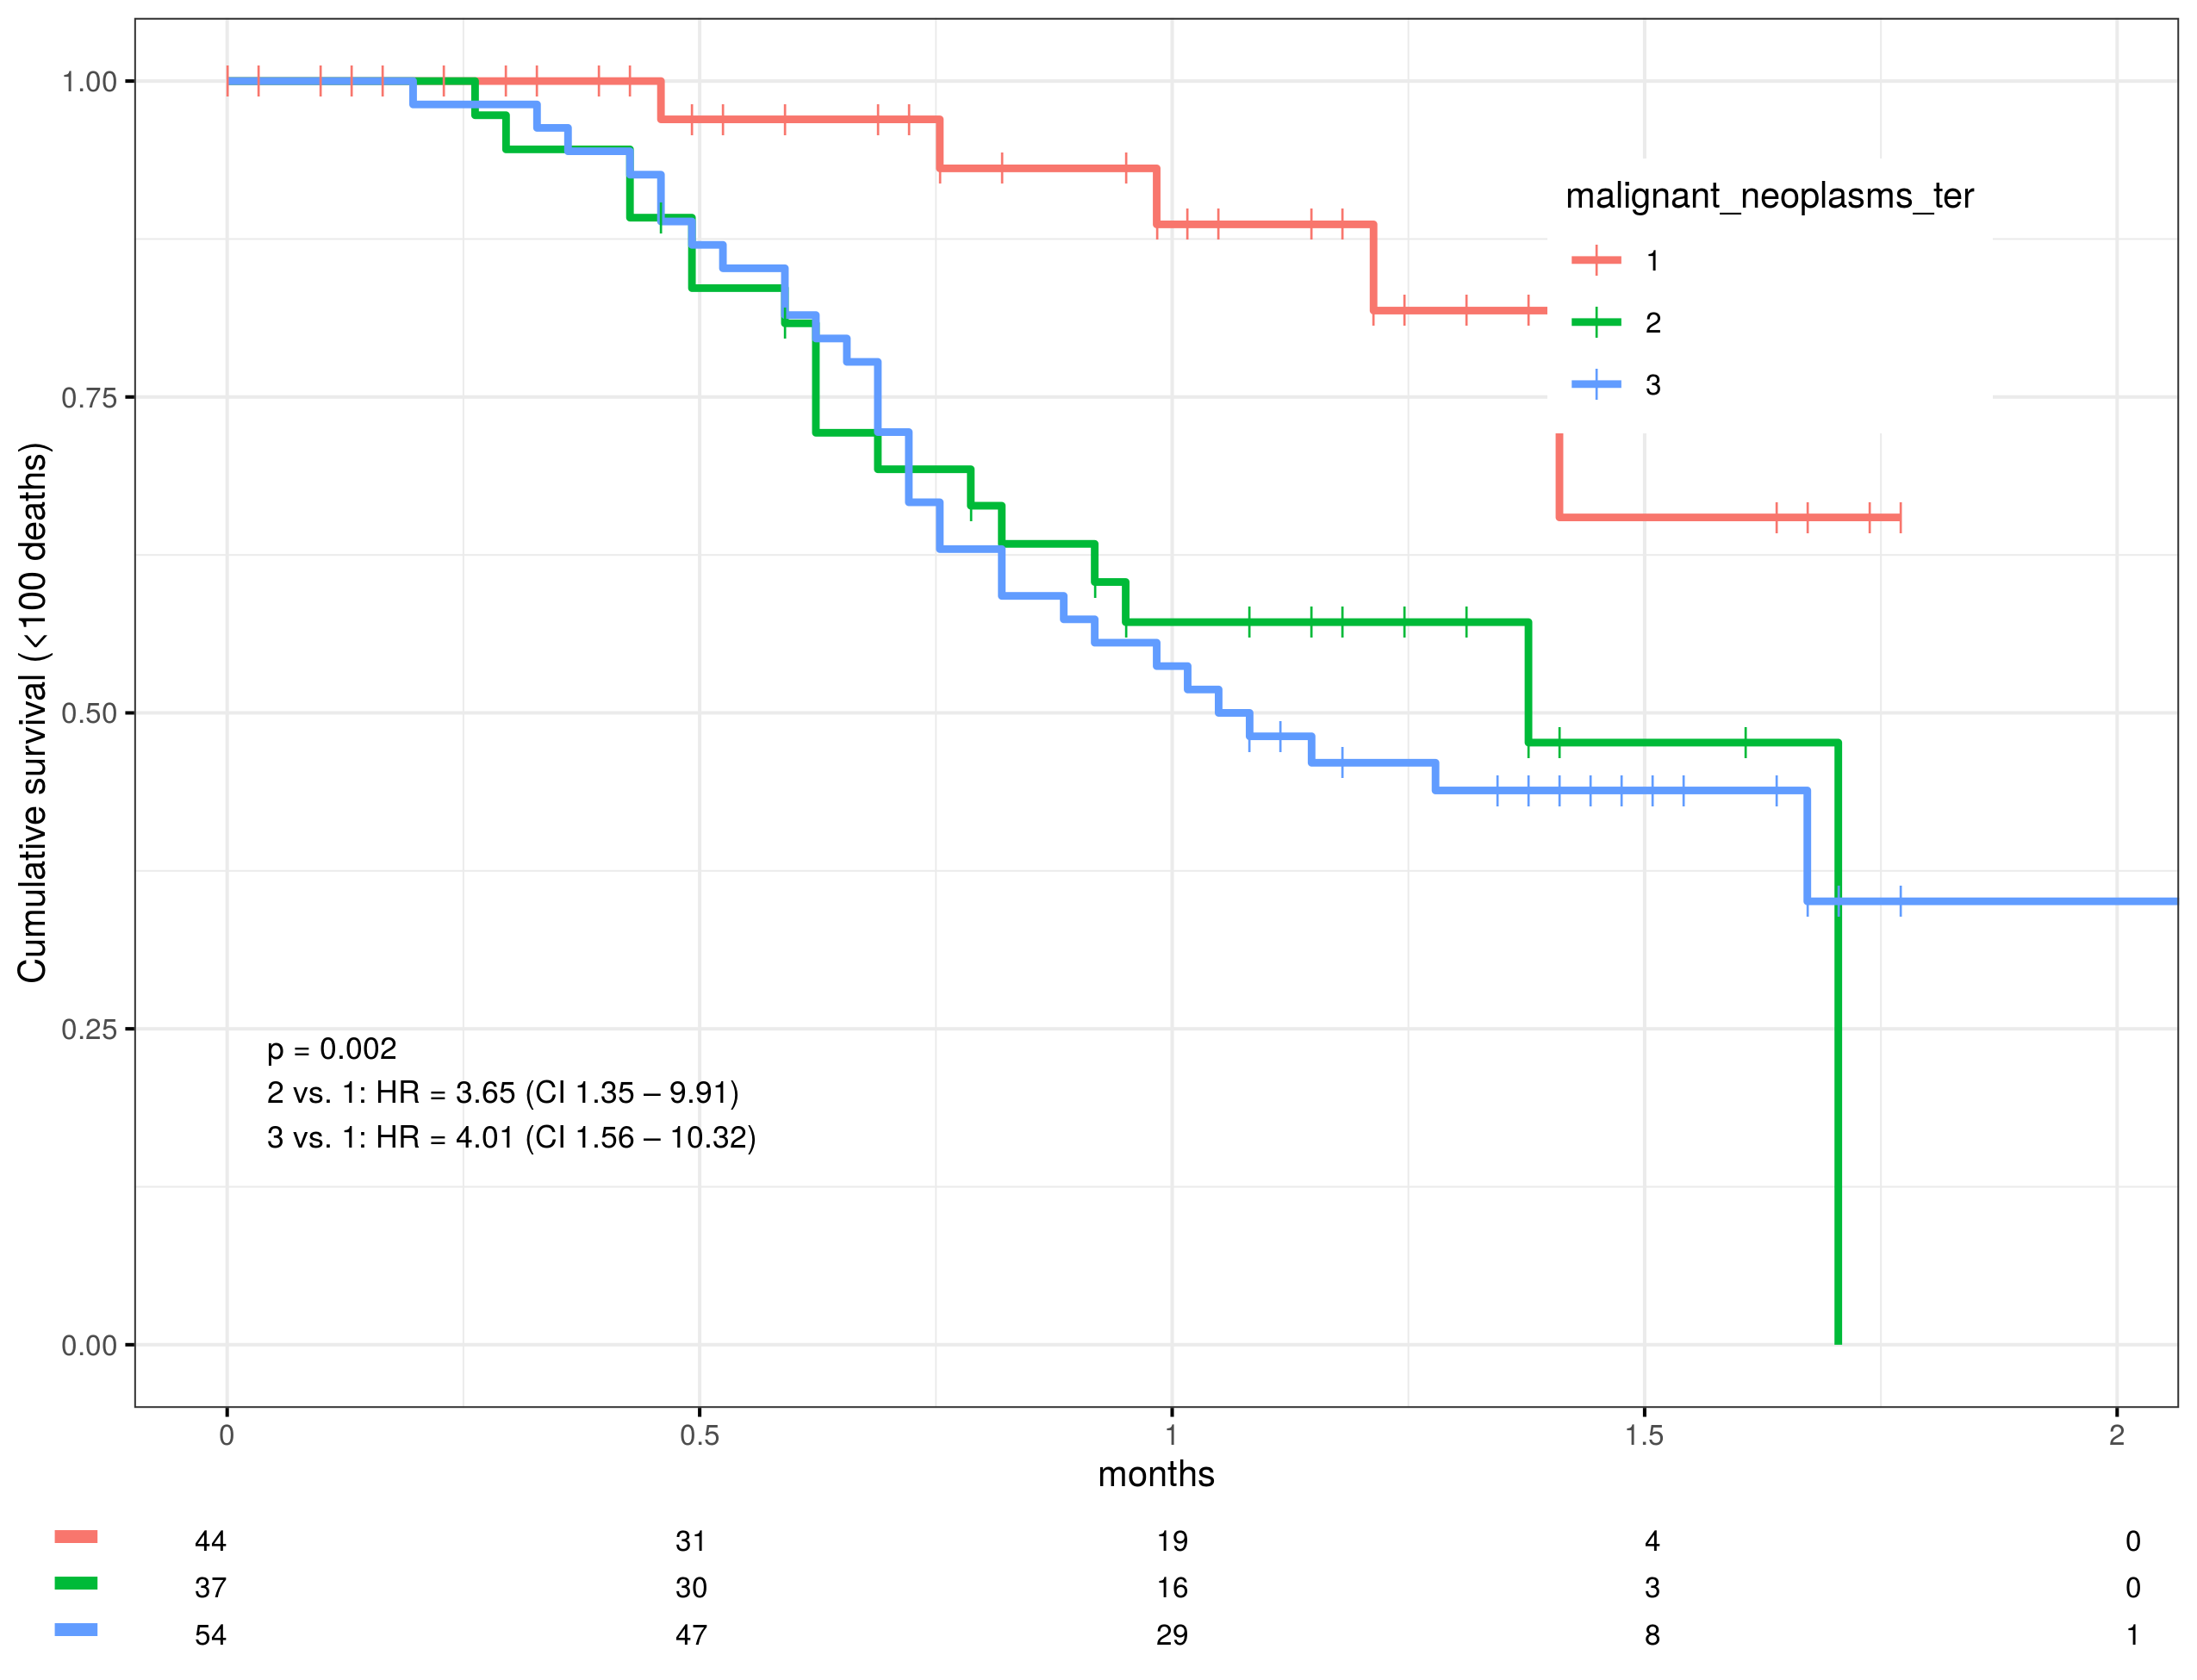 malignant_neoplasms_ter
1
2
3
Cumulative survival (<100 deaths)
1.00
0.75
0.50
0.25
0.00
p = 0.002
2 vs. 1: HR = 3.65 (CI 1.35 – 9.91)
3 vs. 1: HR = 4.01 (CI 1.56 – 10.32)
0 0.5 1 1.5 2
months
44 31 19 4 0
37 30 16 3 0
54 47 29 8 1